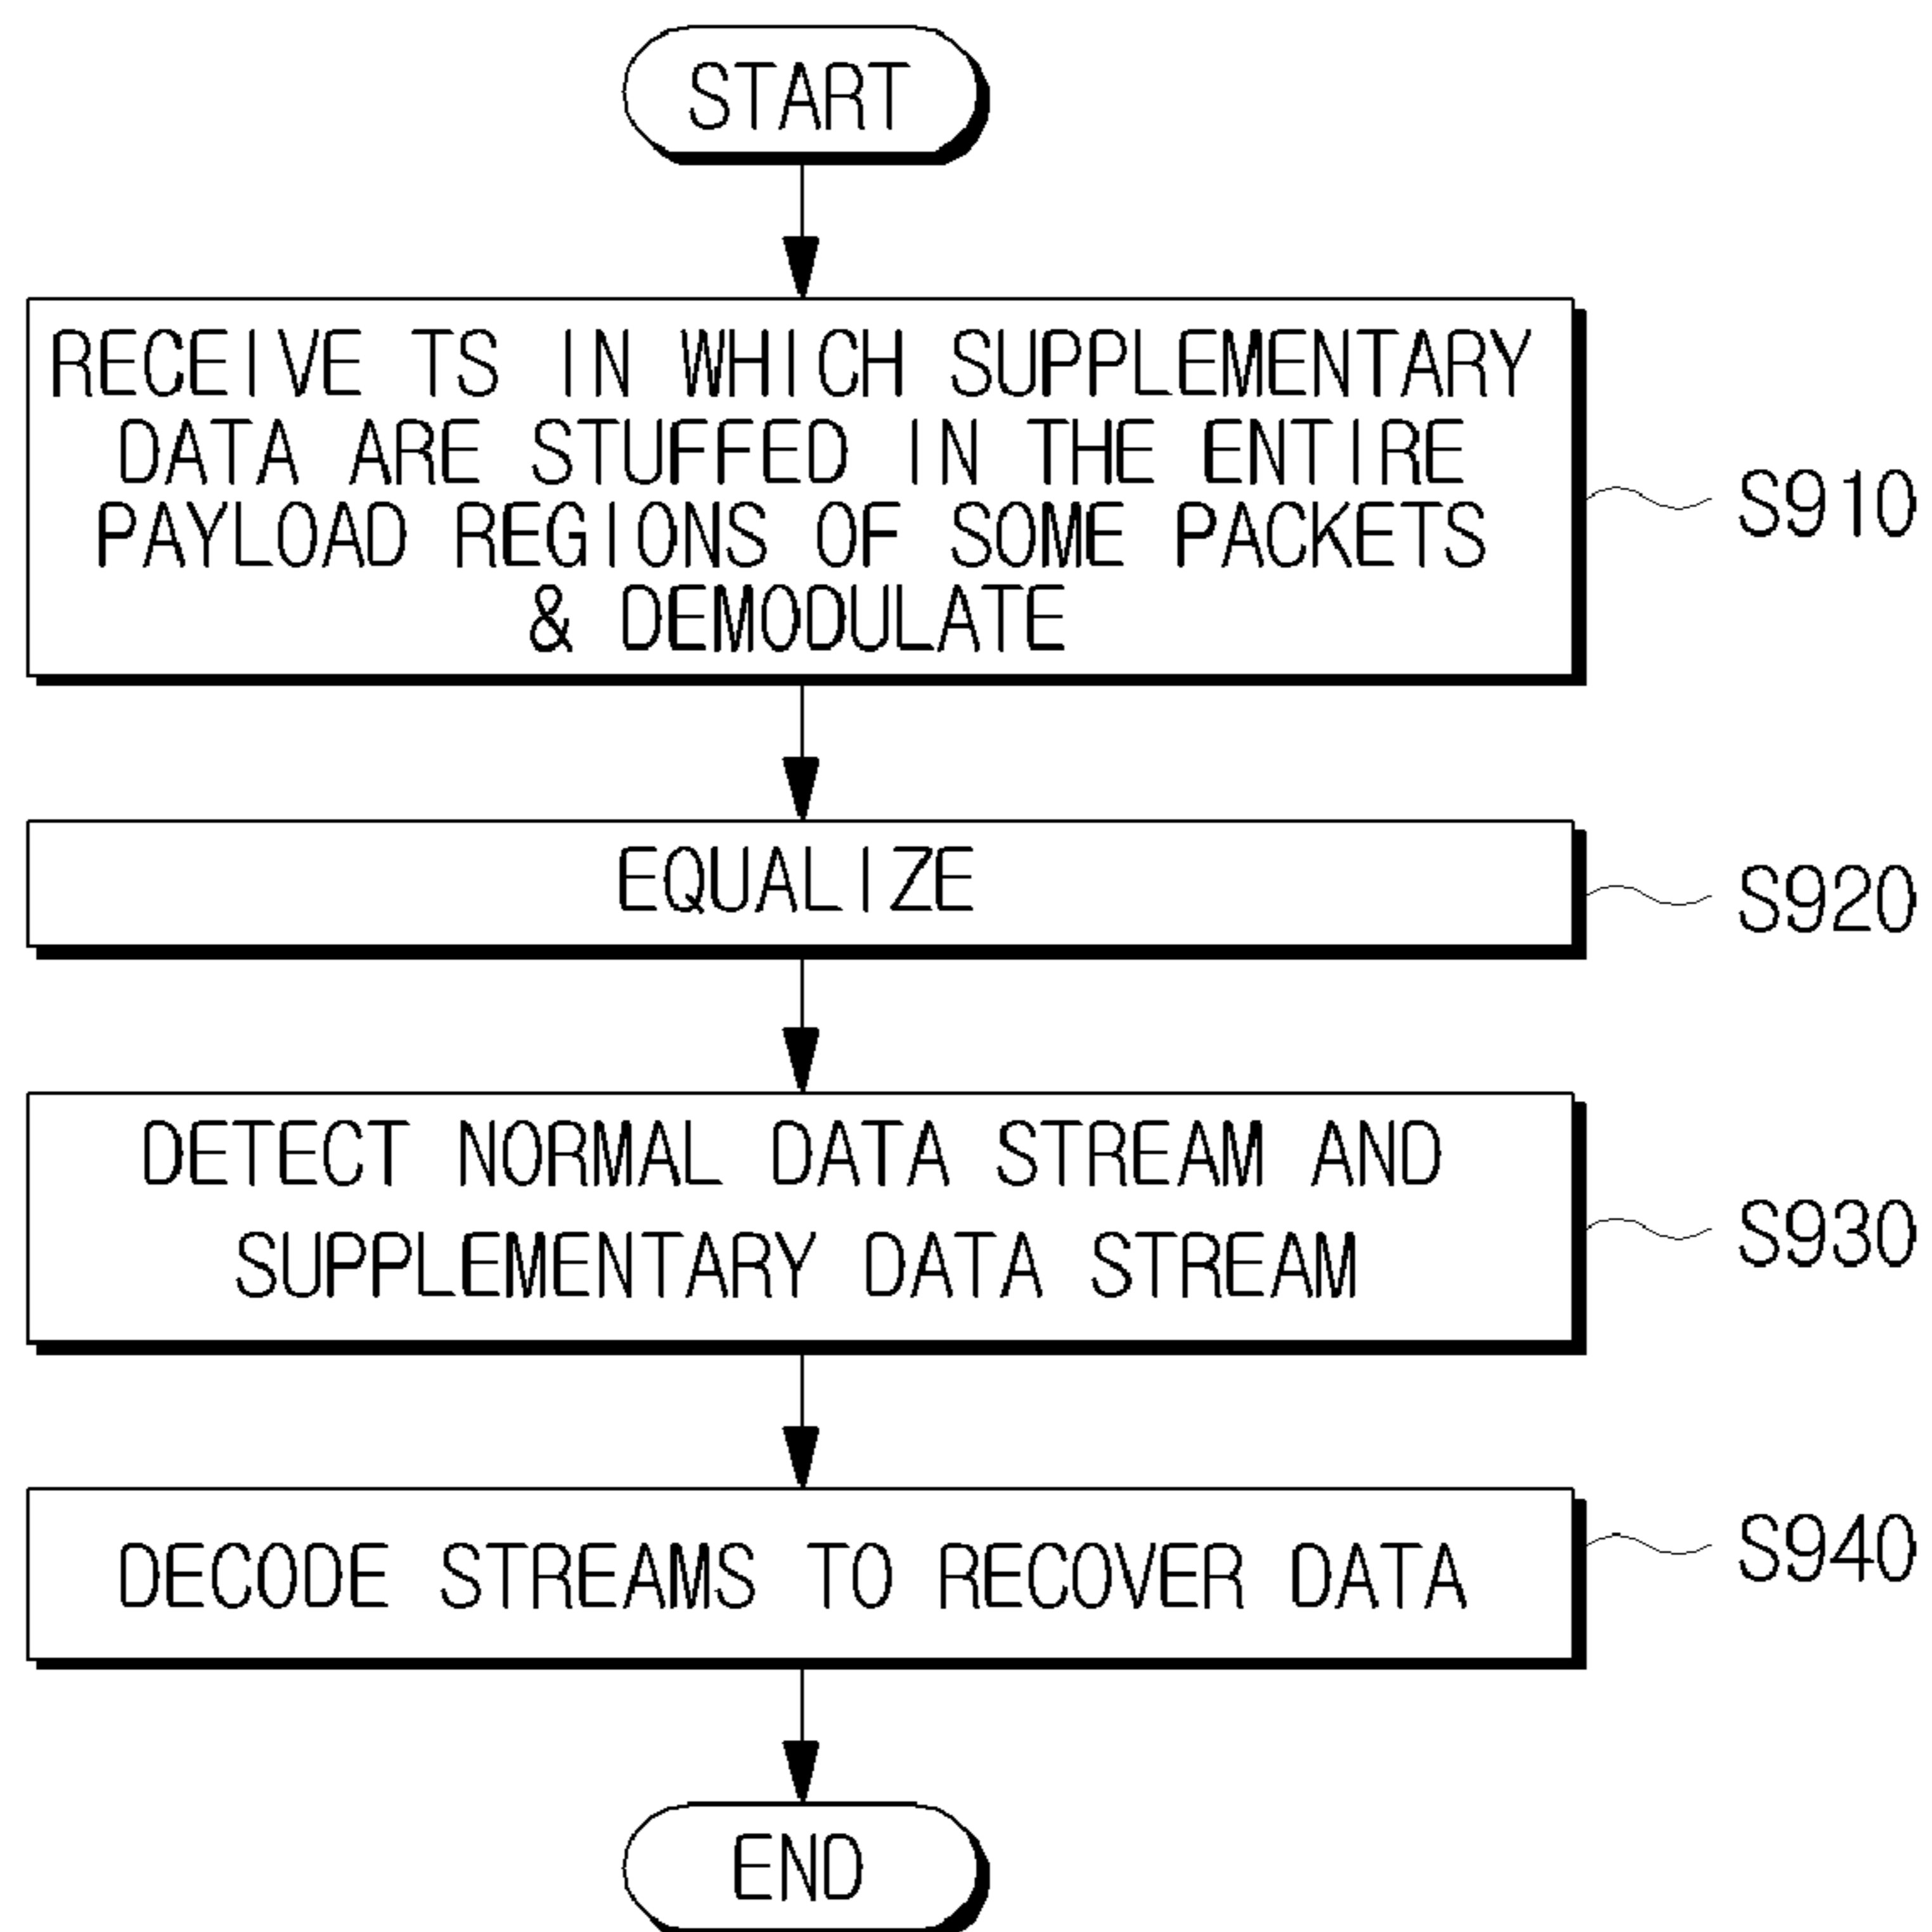 START
RECEIVE TS IN WHICH SUPPLEMENTARY
DATA ARE STUFFED IN THE ENTIRE
PAYLOAD REGIONS OF SOME PACKETS
& DEMODULATE
S910
EQUALIZE
S920
DETECT NORMAL DATA STREAM AND
SUPPLEMENTARY DATA STREAM
S930
DECODE STREAMS TO RECOVER DATA
S940
END